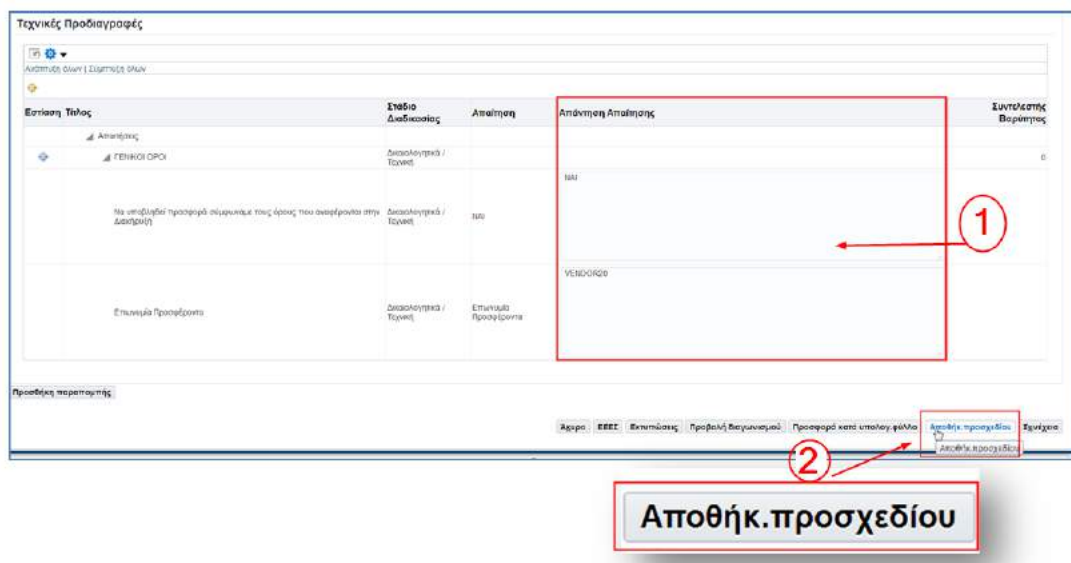 Τεχνικές Προδιαγραφές
Ανάπτυξη όλων | Σύμπτυξη όλων
Εστίαση Τίτλος Στάδιο Διαδικασίας Απαίτηση Απάντηση Απαίτησης Συντελεστής Βαρύτητας
Απαιτήσεις
ΓΕΝΙΚΟΙ ΟΡΟΙ Δικαιολογητικά / Τεχνική 0
Να υποβληθεί προσφορά σύμφωναμε τους όρους που αναφέρονται στην Διακήρυξη Δικαιολογητικά / Τεχνική ΝΑΙ ΝΑΙ
1
Επωνυμία Προσφέροντα Δικαιολογητικά / Τεχνική Επωνυμία Προσφέροντα VENDOR20
Προσθήκη παραπομπής
Άκυρο ΕΕΕΣ Εκτυπώσεις Προβολή διαγωνισμού Προσφορά κατά υπολογ.φύλλο Αποθήκ.προσχεδίου Συνέχεια
Αποθήκ.προσχεδίου
2
Αποθήκ.προσχεδίου